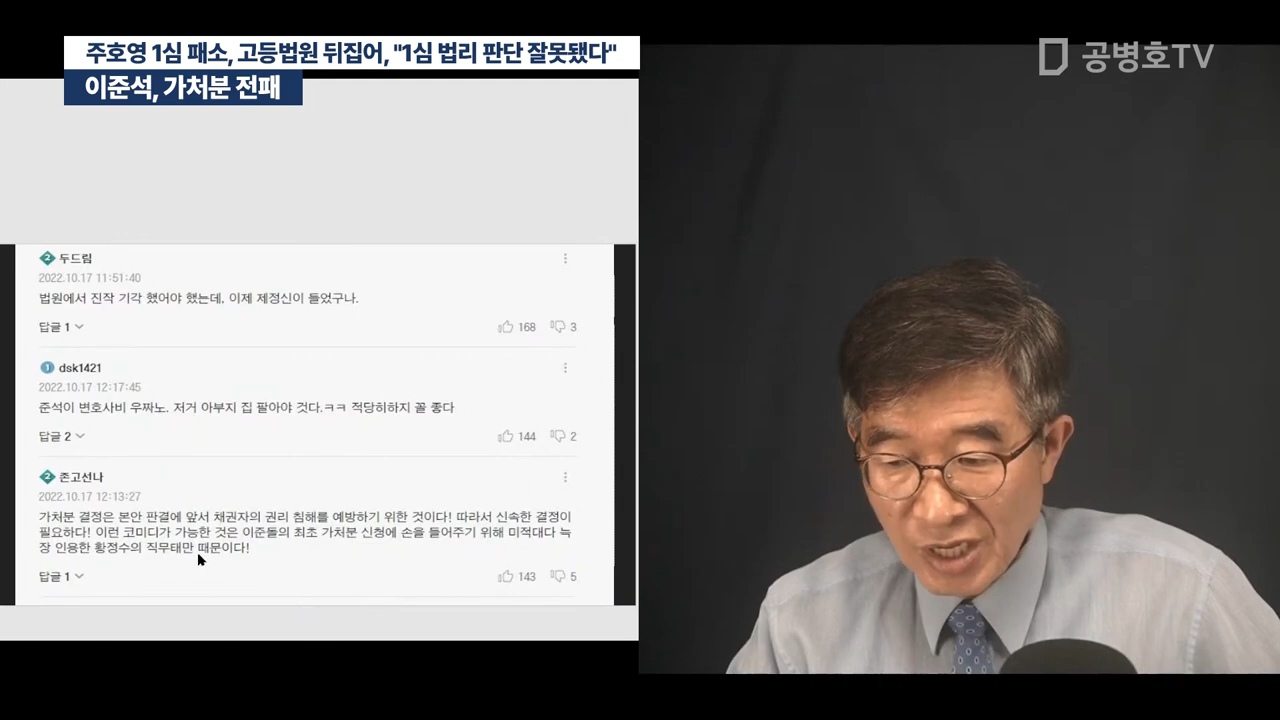 주호영 1심 패소, 고등법원 뒤집어, "1심 법리 판단 잘못됐다"
이준석, 가처분 전패
공병호TV
2 두드림
2022.10.17 11:51:40
법원에서 진작 기각 했어야 했는데, 이제 제정신이 들었구나.
답글 1
168 3
1 dsk1421
2022.10.17 12:17:45
준석이 변호사비 우짜노. 저거 아부지 집 팔아야 것다.ㅋㅋ 적당히하지 꼴 좋다
답글 2
144 2
2 존고선나
2022.10.17 12:13:27
가처분 결정은 본안 판결에 앞서 채권자의 권리 침해를 예방하기 위한 것이다! 따라서 신속한 결정이
필요하다! 이런 코미디가 가능한 것은 이준돌의 최초 가처분 신청에 손을 들어주기 위해 미적대다 늑
장 인용한 황정수의 직무태만 때문이다!
답글 1
143 5